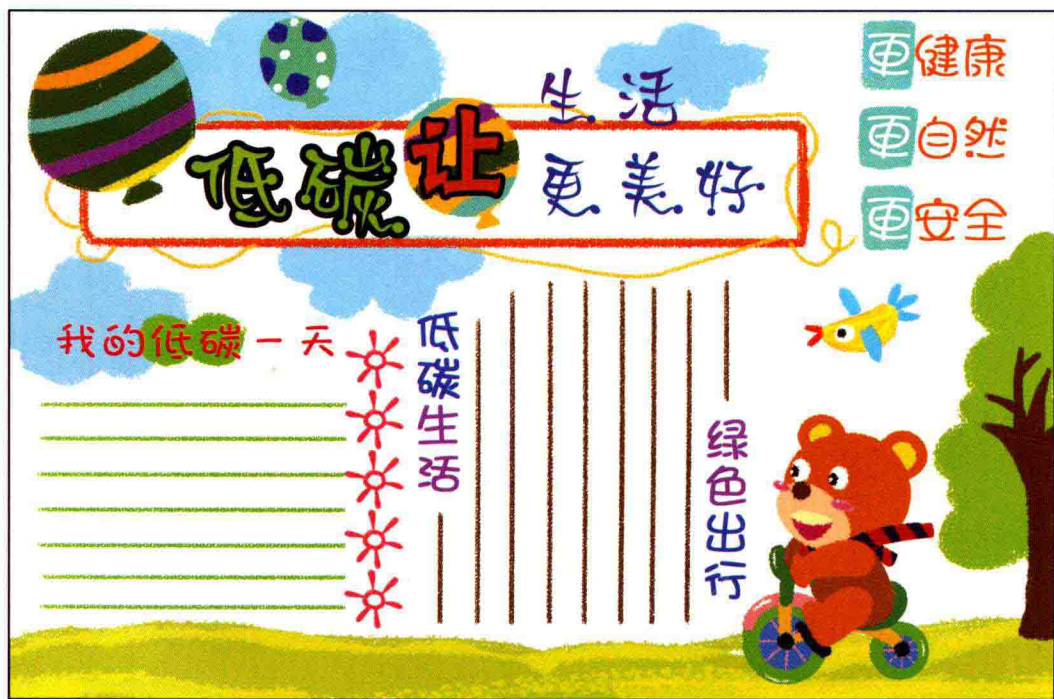 低碳让生活
更美好
更健康
更自然
更安全
我的低碳一天
低碳生活
绿色出行